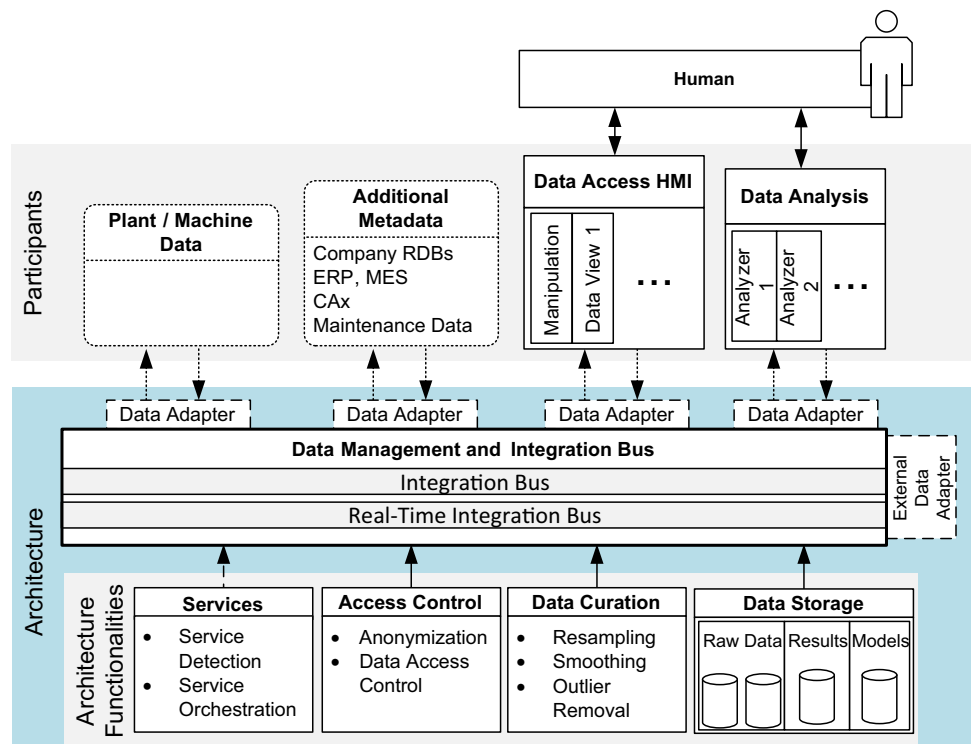 Human
Participants
Plant / Machine
Data
Additional
Metadata
Company RDBs
ERP, MES
CAx
Maintenance Data
Data Access HMI
Manipulation
Data View 1
...
Data Analysis
Analyzer
1
Analyzer
2
...
Architecture
Data Adapter
Data Adapter
Data Adapter
Data Adapter
Data Management and Integration Bus
Integration Bus
Real-Time Integration Bus
External
Data
Adapter
Architecture
Functionalities
Services
• Service
Detection
• Service
Orchestration
Access Control
• Anonymization
• Data Access
Control
Data Curation
• Resampling
• Smoothing
• Outlier
Removal
Data Storage
Raw Data
Results
Models